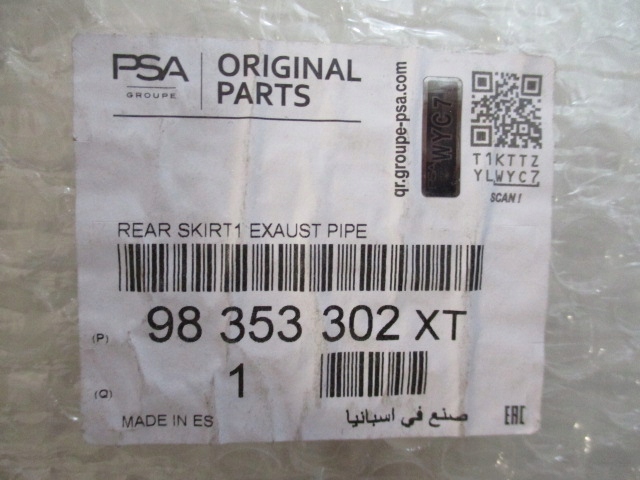 PSA
GROUPE
ORIGINAL
PARTS
qr.groupe-psa.com
WYC7
T1KTTZ
YLWYC7
SCAN!
REAR SKIRT1 EXAUST PIPE
(P) 98 353 302 XT
(Q) 1
MADE IN ES
صنع في اسبانيا
EAC